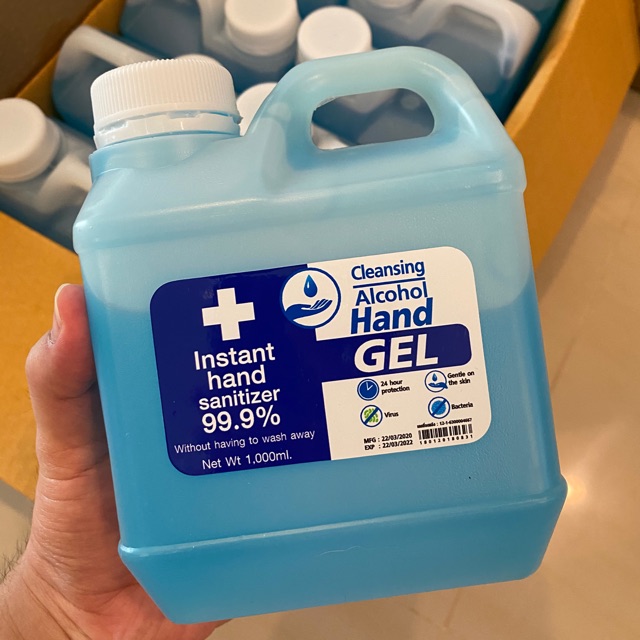 Cleansing
Alcohol
Hand
GEL
Instant
hand
sanitizer
99.9%
Without having to wash away
Net Wt 1,000ml.
24 hour
protection
Gentle on
the skin
Virus
Bacteria
MFG : 22/03/2020
EXP : 22/03/2022